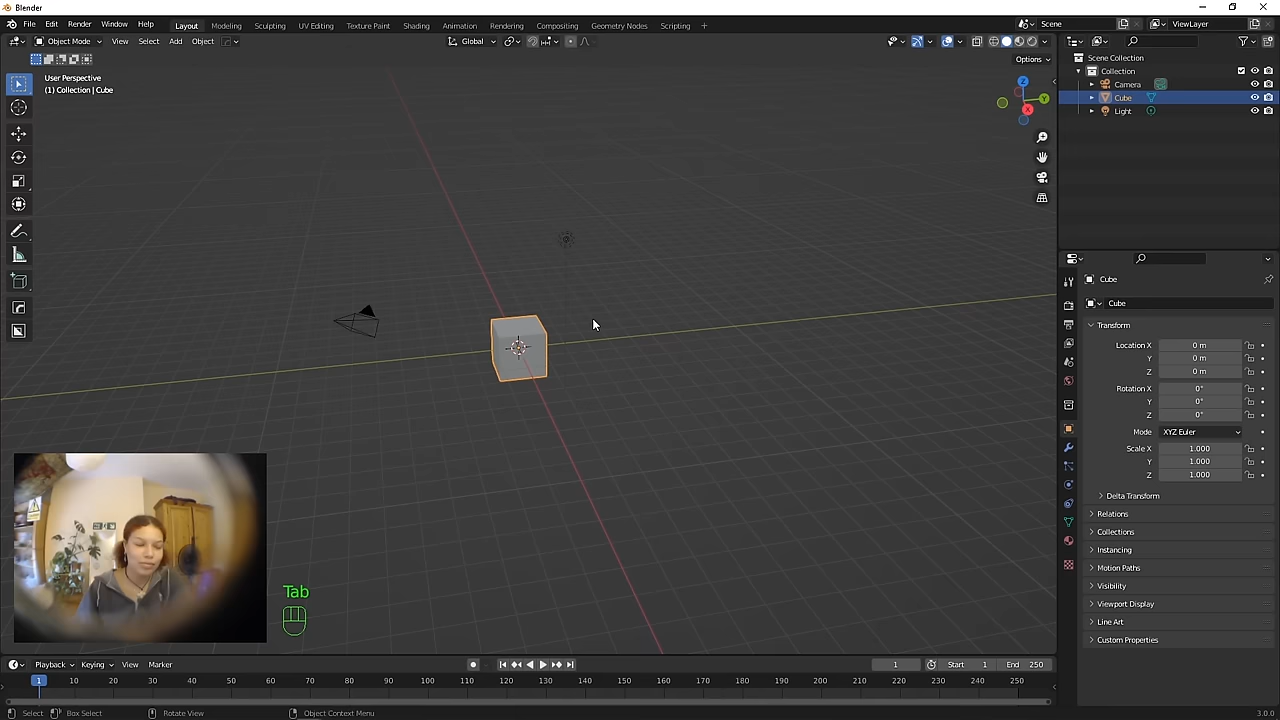 Blender
File Edit Render Window Help
Layout Modeling Sculpting UV Editing Texture Paint Shading Animation Rendering Compositing Geometry Nodes Scripting +
Scene
ViewLayer
Object Mode View Select Add Object
Global
Options
User Perspective
(1) Collection | Cube
Z
Y
X
Scene Collection
Collection
Camera
Cube
Light
Cube
Cube
Transform
Location X 0 m
Y 0 m
Z 0 m
Rotation X 0°
Y 0°
Z 0°
Mode XYZ Euler
Scale X 1.000
Y 1.000
Z 1.000
Delta Transform
Relations
Collections
Instancing
Motion Paths
Visibility
Viewport Display
Line Art
Custom Properties
Tab
Playback Keying View Marker
1 Start 1 End 250
1 10 20 30 40 50 60 70 80 90 100 110 120 130 140 150 160 170 180 190 200 210 220 230 240 250
Select Box Select Rotate View Object Context Menu
3.0.0